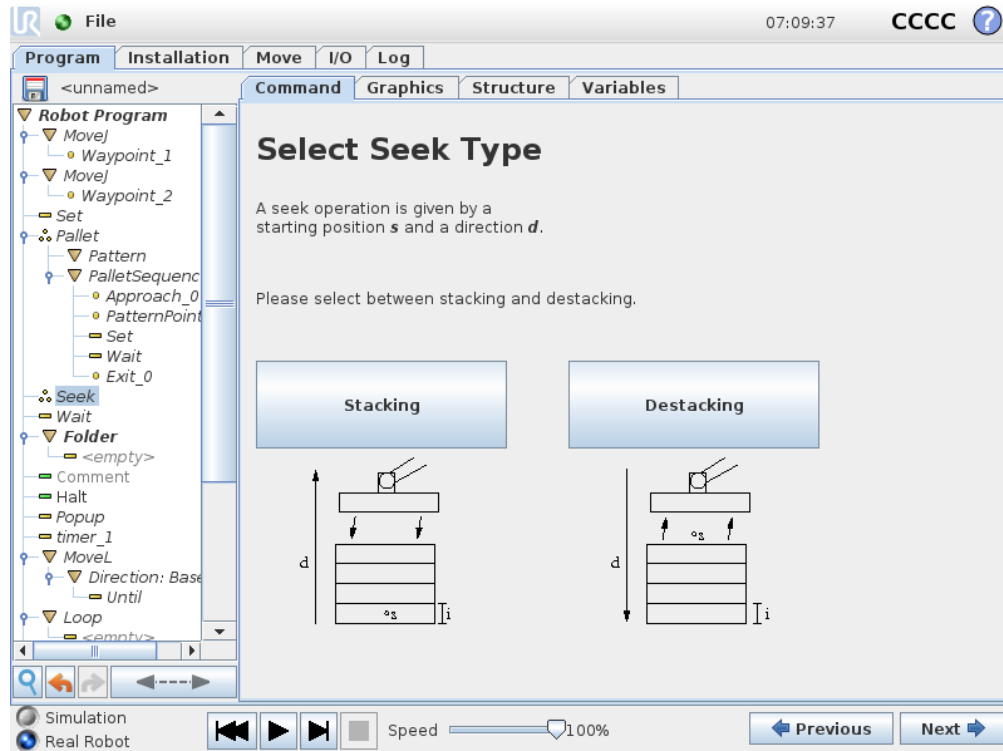 UR File 07:09:37 CCCC ?
Program Installation Move I/O Log
<unnamed> Command Graphics Structure Variables
Robot Program
MoveJ
Waypoint_1
MoveJ
Waypoint_2
Set
Pallet
Pattern
PalletSequenc
Approach_0
PatternPoint
Set
Wait
Exit_0
Seek
Wait
Folder
<empty>
Comment
Halt
Popup
timer_1
MoveL
Direction: Base
Until
Loop
<empty>
Select Seek Type
A seek operation is given by a
starting position s and a direction d.
Please select between stacking and destacking.
Stacking Destacking
d s i
d s i
Simulation
Real Robot
Speed 100%
Previous Next